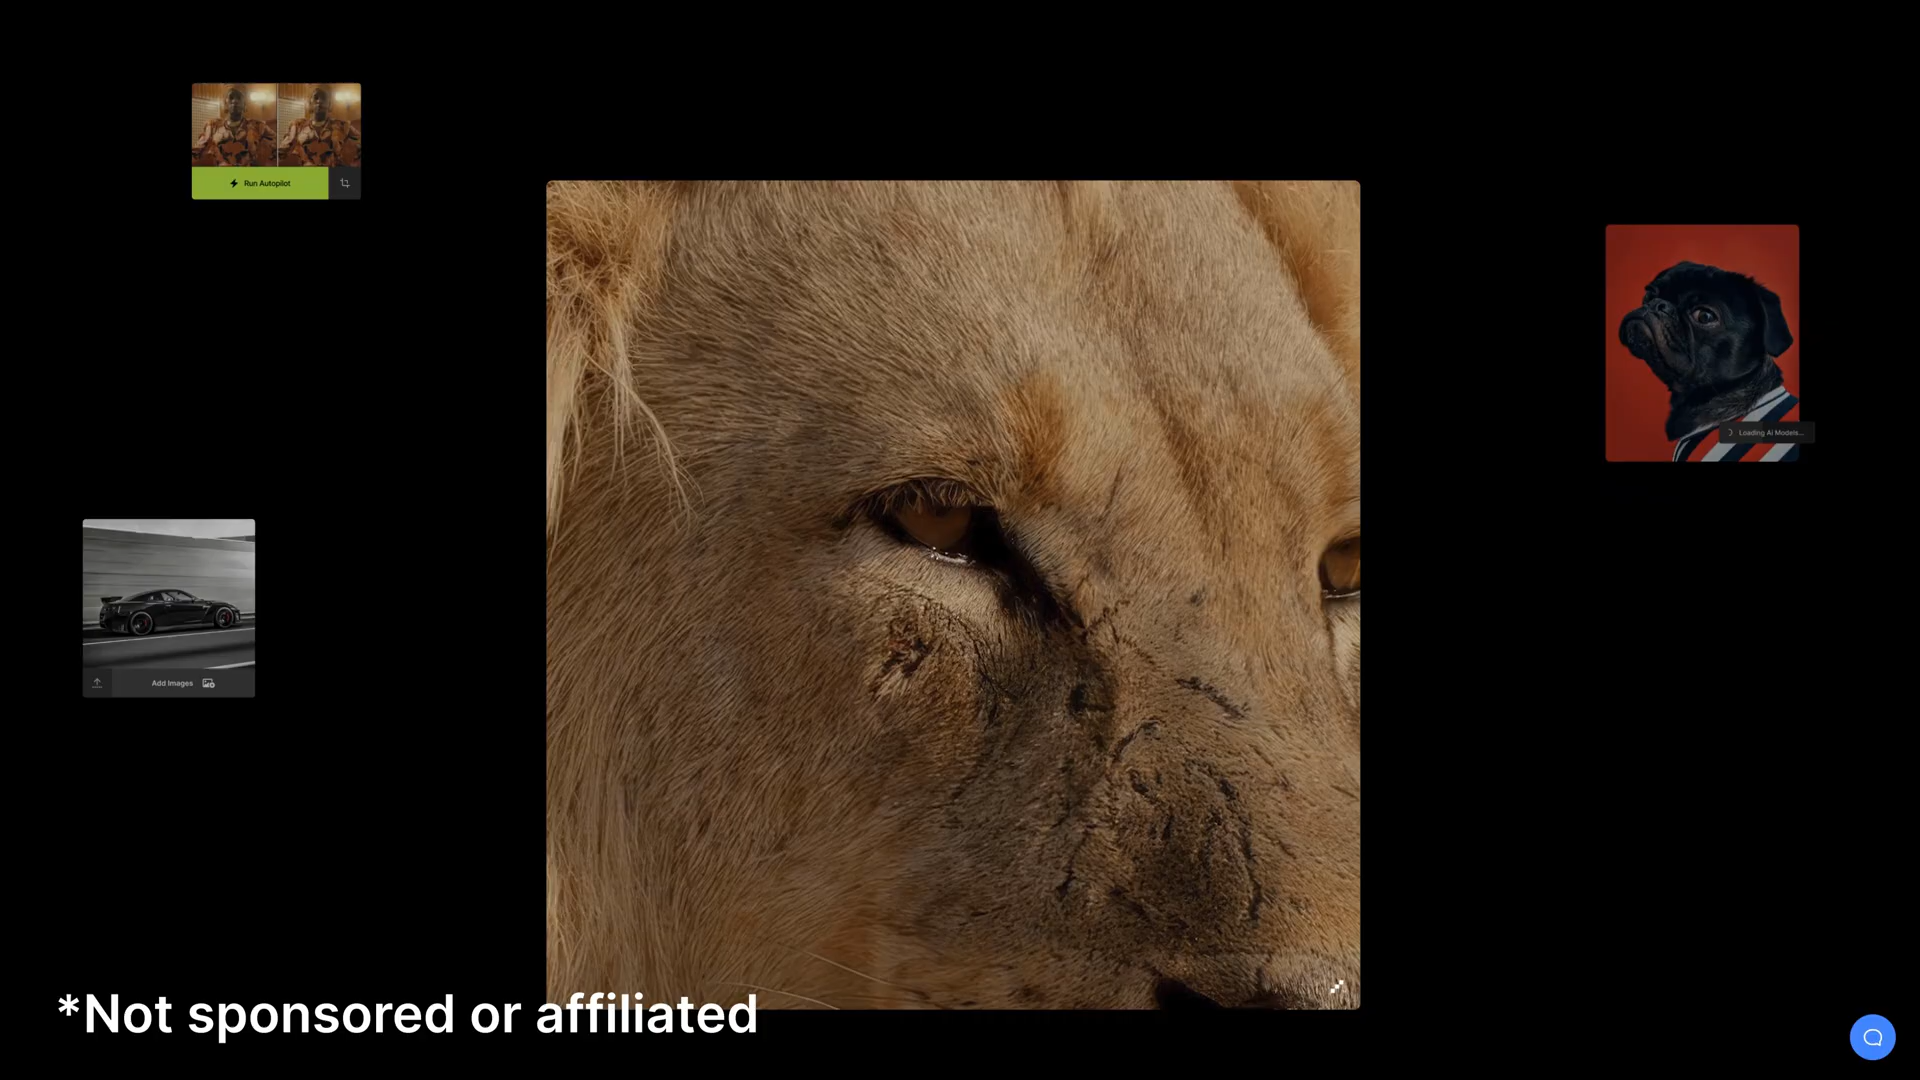 Run Autopilot
Loading Ai Models...
Add Images
*Not sponsored or affiliated